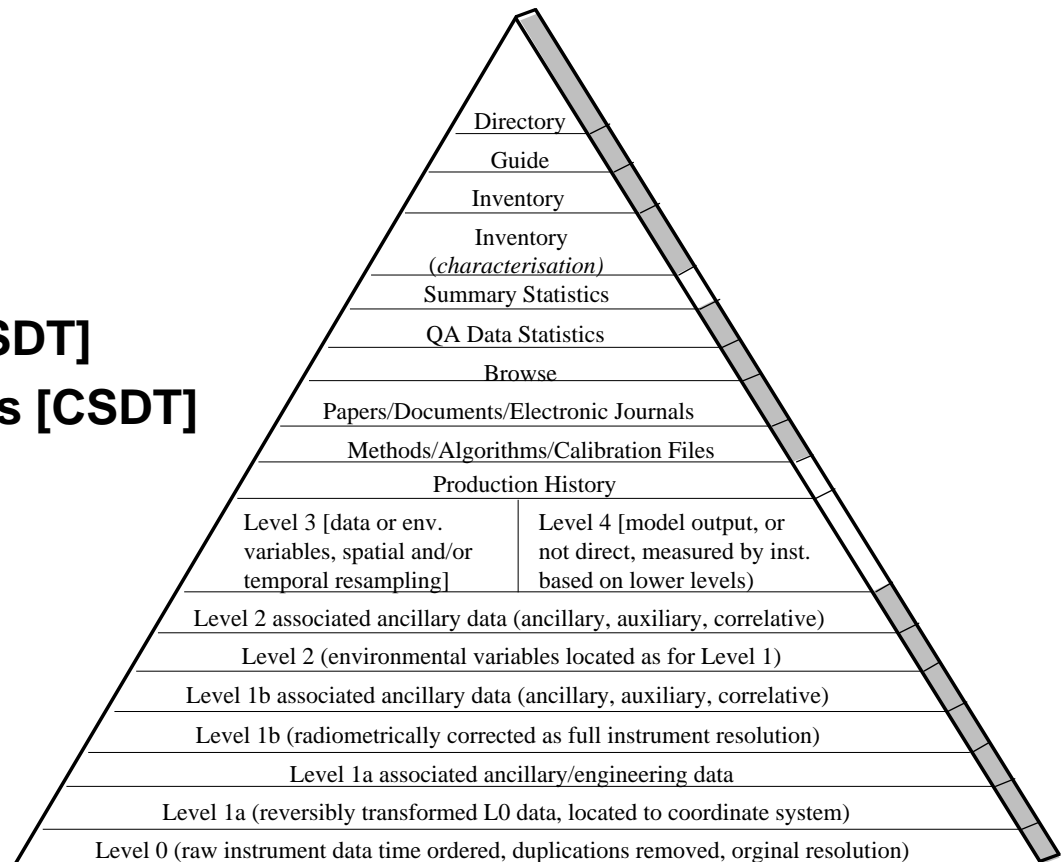 Directory
Guide
Inventory
Inventory
(characterisation)
Summary Statistics
SDT]
QA Data Statistics
Browse
s [CSDT]
Papers/Documents/Electronic Journals
Methods/Algorithms/Calibration Files
Production History
Level 3 [data or env.
variables, spatial and/or
temporal resampling]
Level 4 [model output, or
not direct, measured by inst.
based on lower levels)
Level 2 associated ancillary data (ancillary, auxiliary, correlative)
Level 2 (environmental variables located as for Level 1)
Level 1b associated ancillary data (ancillary, auxiliary, correlative)
Level 1b (radiometrically corrected as full instrument resolution)
Level 1a associated ancillary/engineering data
Level 1a (reversibly transformed L0 data, located to coordinate system)
Level 0 (raw instrument data time ordered, duplications removed, orginal resolution)